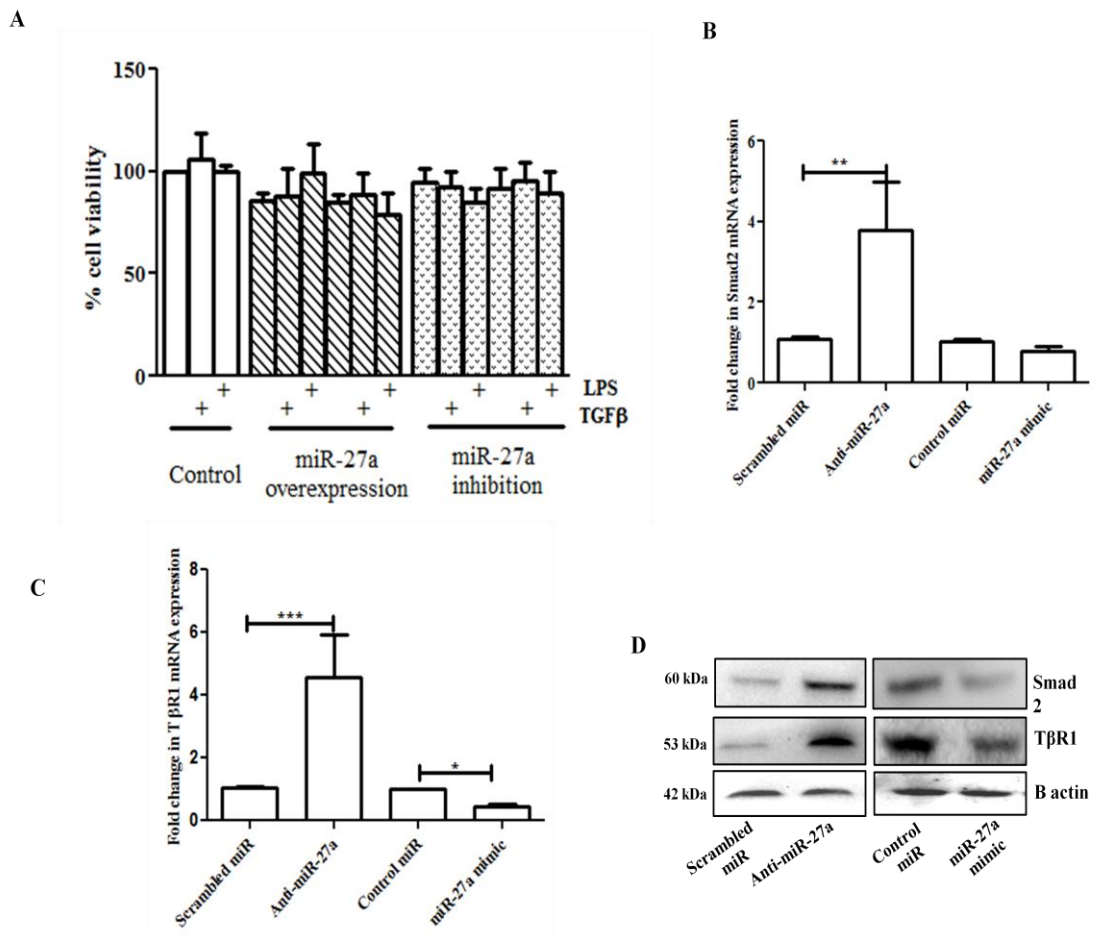 A
% cell viability
150
100
50
0
+ + + LPS
+ + + + + TGFβ
Control
miR-27a
overexpression
miR-27a
inhibition
B
Fold change in Smad2 mRNA expression
6
4
2
0
**
Scrambled miR
Anti-miR-27a
Control miR
miR-27a mimic
C
Fold change in TβR1 mRNA expression
8
6
4
2
0
***
*
Scrambled miR
Anti-miR-27a
Control miR
miR-27a mimic
D
60 kDa
Smad
2
53 kDa
TβR1
42 kDa
B actin
Scrambled
miR
Anti-miR-27a
Control
miR
miR-27a
mimic